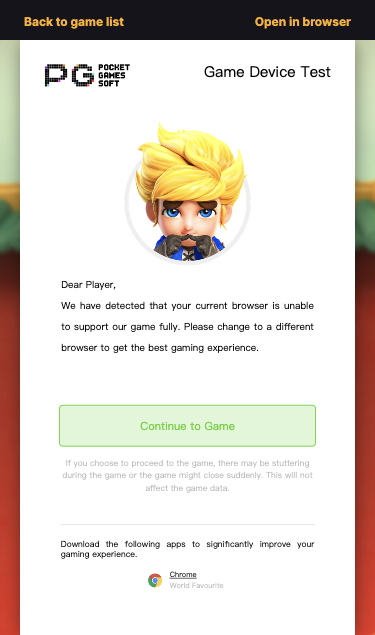 Back to game list
Open in browser
PG POCKET
GAMES
SOFT
Game Device Test
Dear Player,
We have detected that your current browser is unable
to support our game fully. Please change to a different
browser to get the best gaming experience.
Continue to Game
If you choose to proceed to the game, there may be stuttering
during the game or the game might close suddenly. This will not
affect the game data.
Download the following apps to significantly improve your
gaming experience.
Chrome
World Favourite